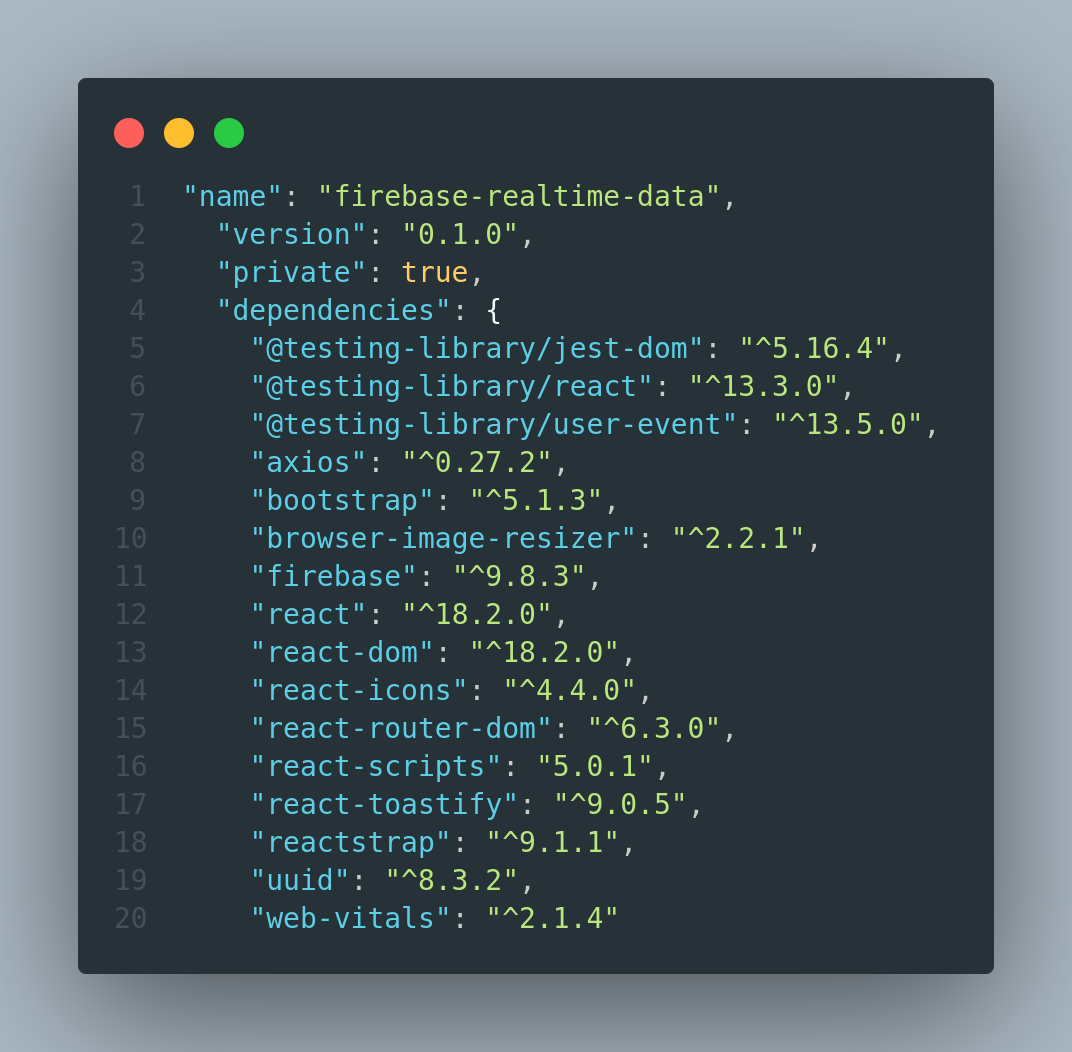 1 "name": "firebase-realtime-data",
2 "version": "0.1.0",
3 "private": true,
4 "dependencies": {
5 "@testing-library/jest-dom": "^5.16.4",
6 "@testing-library/react": "^13.3.0",
7 "@testing-library/user-event": "^13.5.0",
8 "axios": "^0.27.2",
9 "bootstrap": "^5.1.3",
10 "browser-image-resizer": "^2.2.1",
11 "firebase": "^9.8.3",
12 "react": "^18.2.0",
13 "react-dom": "^18.2.0",
14 "react-icons": "^4.4.0",
15 "react-router-dom": "^6.3.0",
16 "react-scripts": "5.0.1",
17 "react-toastify": "^9.0.5",
18 "reactstrap": "^9.1.1",
19 "uuid": "^8.3.2",
20 "web-vitals": "^2.1.4"